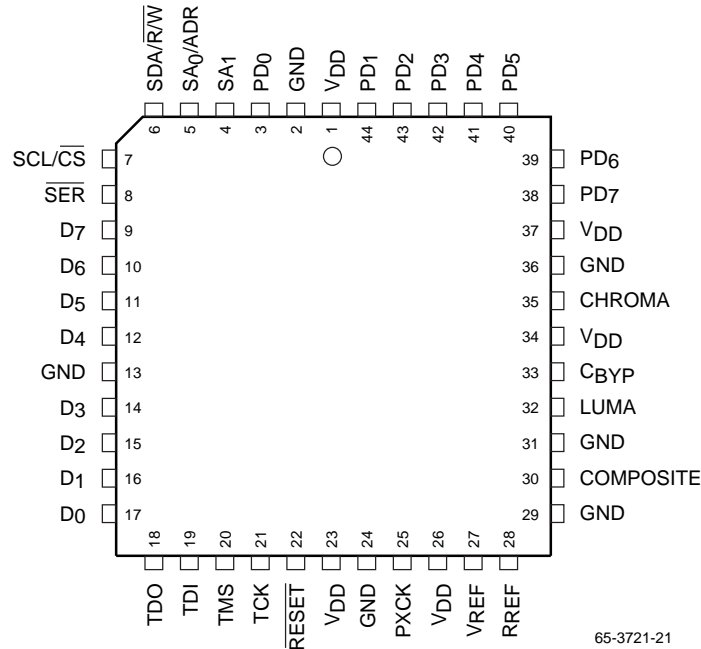 SDA/R/W
SA0/ADR
SA1
PD0
GND
VDD
PD1
PD2
PD3
PD4
PD5
6 5 4 3 2 1 44 43 42 41 40
SCL/CS 7 39 PD6
SER 8 38 PD7
D7 9 37 VDD
D6 10 36 GND
D5 11 35 CHROMA
D4 12 34 VDD
GND 13 33 CBYP
D3 14 32 LUMA
D2 15 31 GND
D1 16 30 COMPOSITE
D0 17 29 GND
18 19 20 21 22 23 24 25 26 27 28
TDO
TDI
TMS
TCK
RESET
VDD
GND
PXCK
VDD
VREF
RREF
65-3721-21